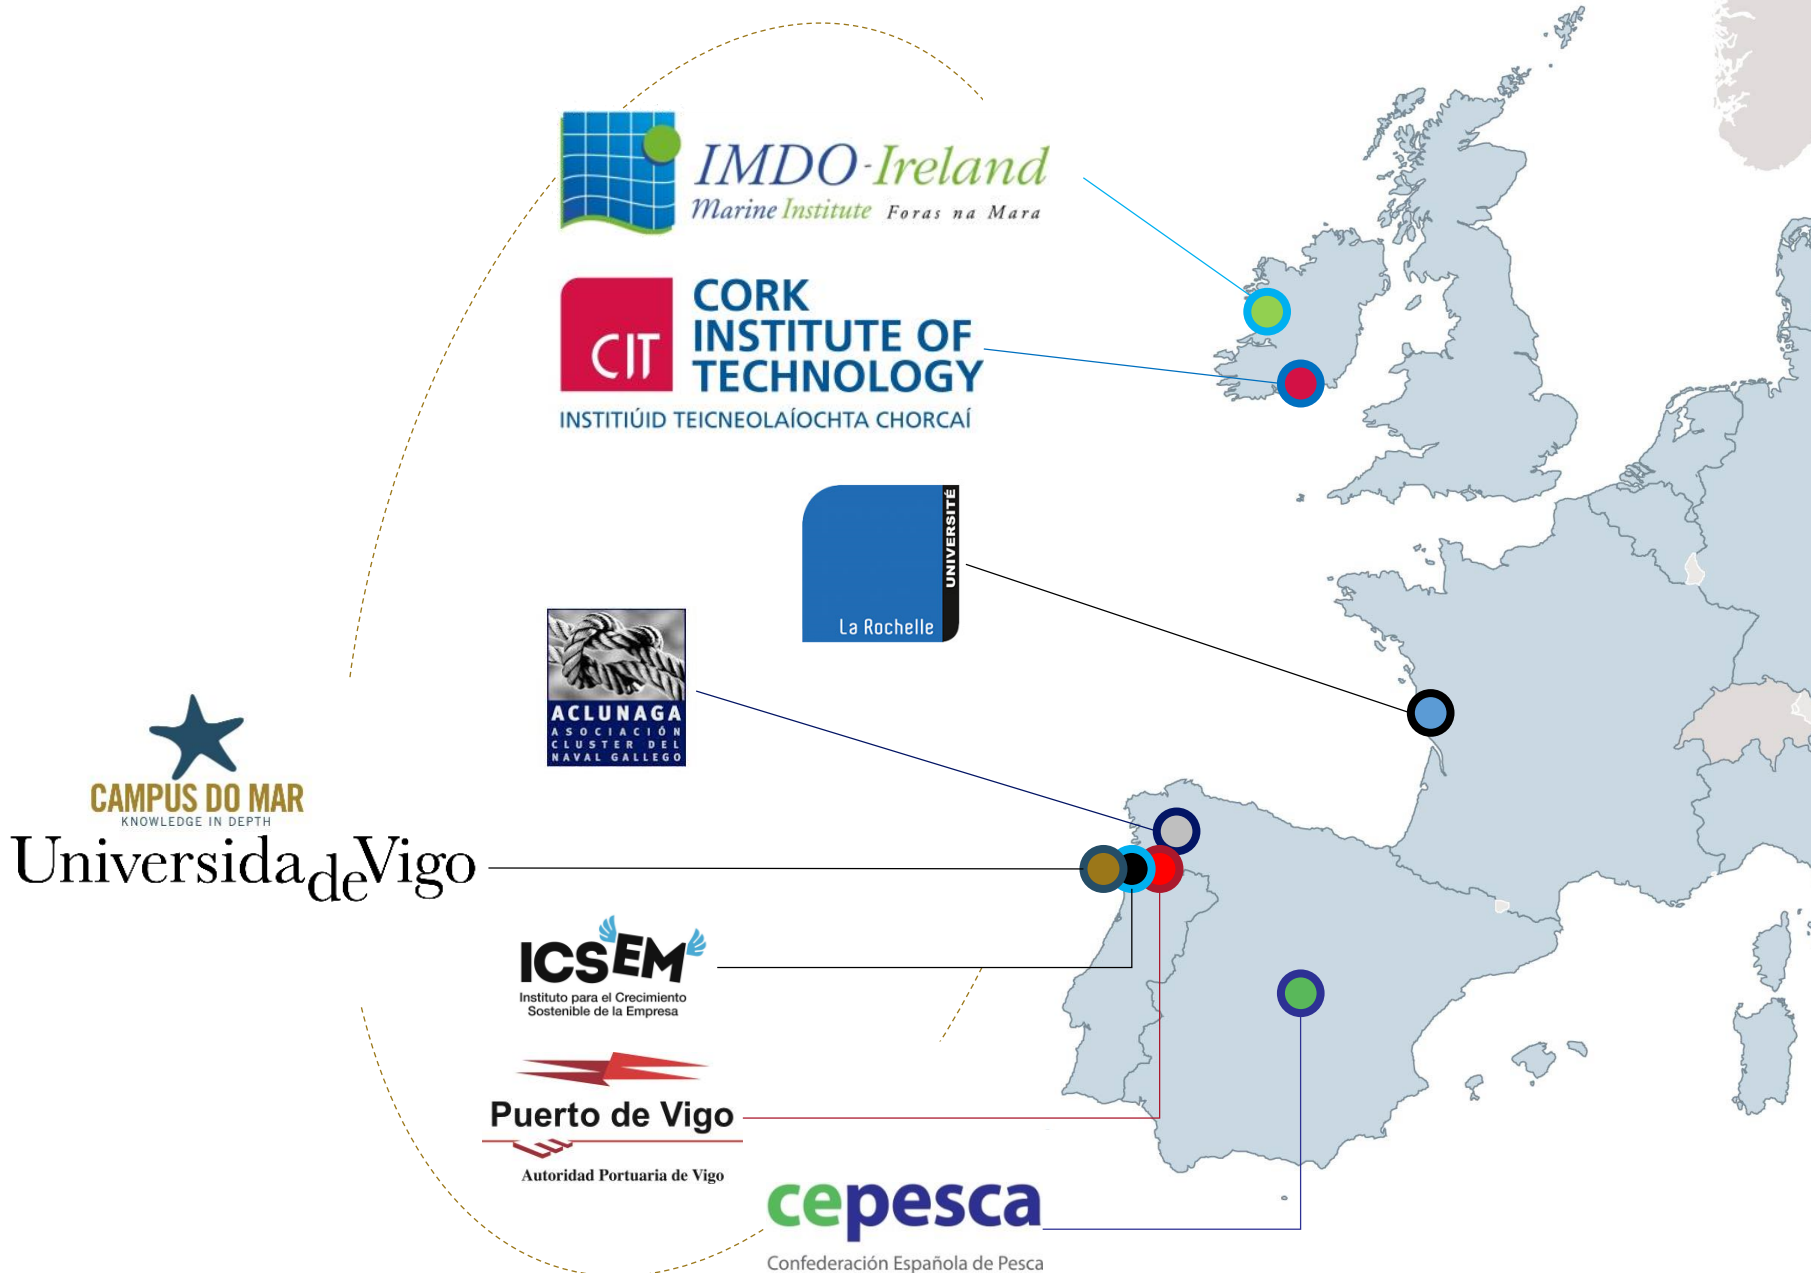 IMDO-Ireland
Marine Institute Foras na Mara
CIT
CORK
INSTITUTE OF
TECHNOLOGY
INSTITIÚID TEICNEOLAÍOCHTA CHORCAÍ
UNIVERSITÉ
La Rochelle
ACLUNAGA
ASOCIACIÓN
CLUSTER DEL
NAVAL GALLEGO
CAMPUS DO MAR
KNOWLEDGE IN DEPTH
UniversidadeVigo
ICSEM
Instituto para el Crecimiento
Sostenible de la Empresa
Puerto de Vigo
Autoridad Portuaria de Vigo
cepesca
Confederación Española de Pesca